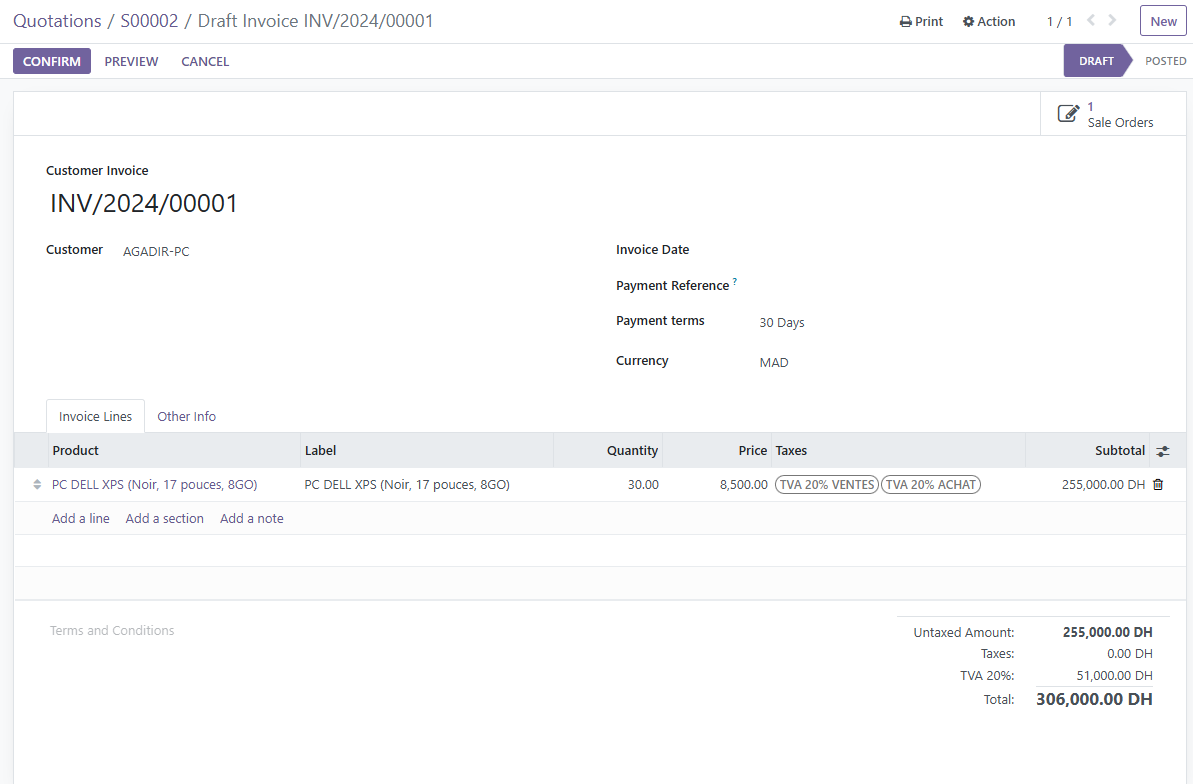 Quotations / S00002 / Draft Invoice INV/2024/00001
Print Action 1 / 1 New
CONFIRM PREVIEW CANCEL DRAFT POSTED
1
Sale Orders
Customer Invoice
INV/2024/00001
Customer AGADIR-PC
Invoice Date
Payment Reference ?
Payment terms 30 Days
Currency MAD
Invoice Lines Other Info
Product Label Quantity Price Taxes Subtotal
PC DELL XPS (Noir, 17 pouces, 8GO) PC DELL XPS (Noir, 17 pouces, 8GO) 30.00 8,500.00 TVA 20% VENTES TVA 20% ACHAT 255,000.00 DH
Add a line Add a section Add a note
Terms and Conditions
Untaxed Amount: 255,000.00 DH
Taxes: 0.00 DH
TVA 20%: 51,000.00 DH
Total: 306,000.00 DH